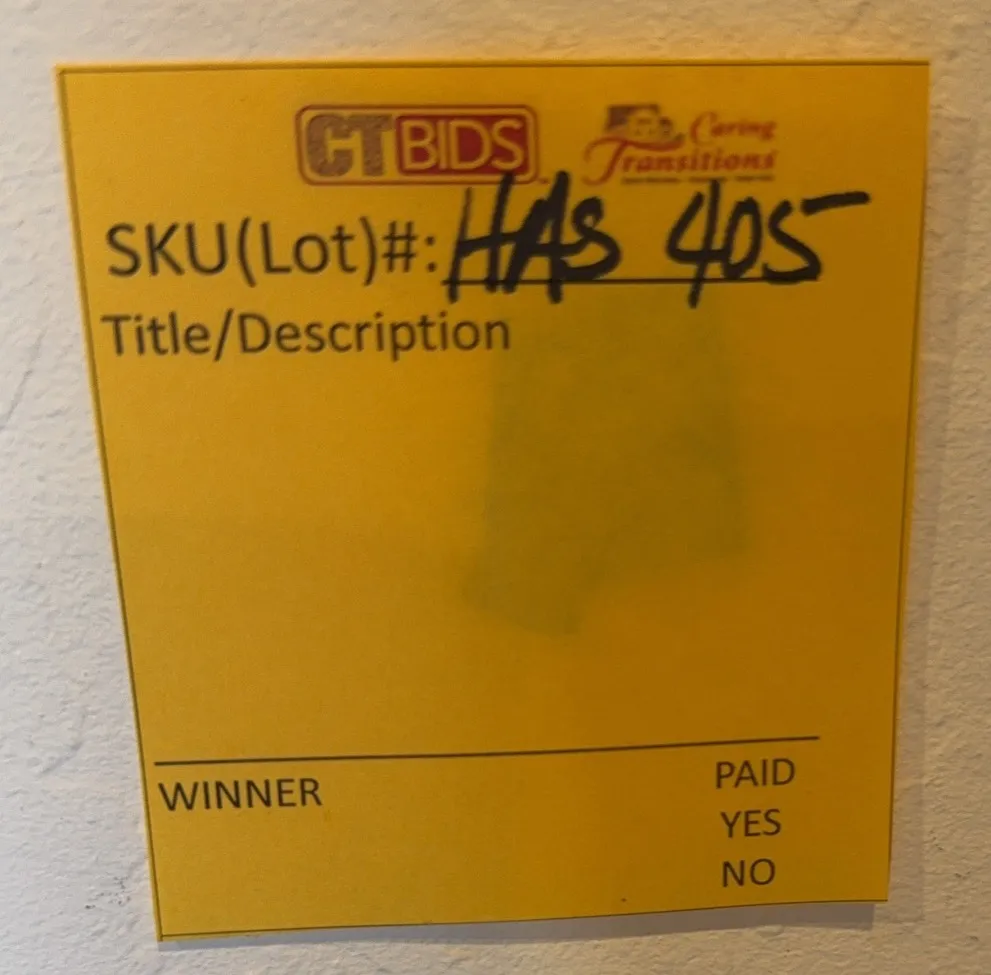 CTBIDS Caring Transitions
SKU(Lot)#: HAS 405
Title/Description
WINNER PAID
YES
NO